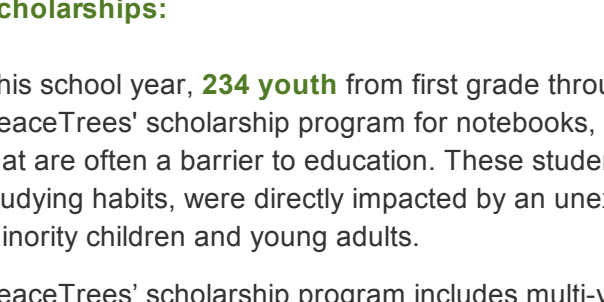 cholarships:
his school year, 234 youth from first grade throu
eaceTrees' scholarship program for notebooks,
at are often a barrier to education. These studen
udying habits, were directly impacted by an unex
inority children and young adults.
eaceTrees’ scholarship program includes multi-y